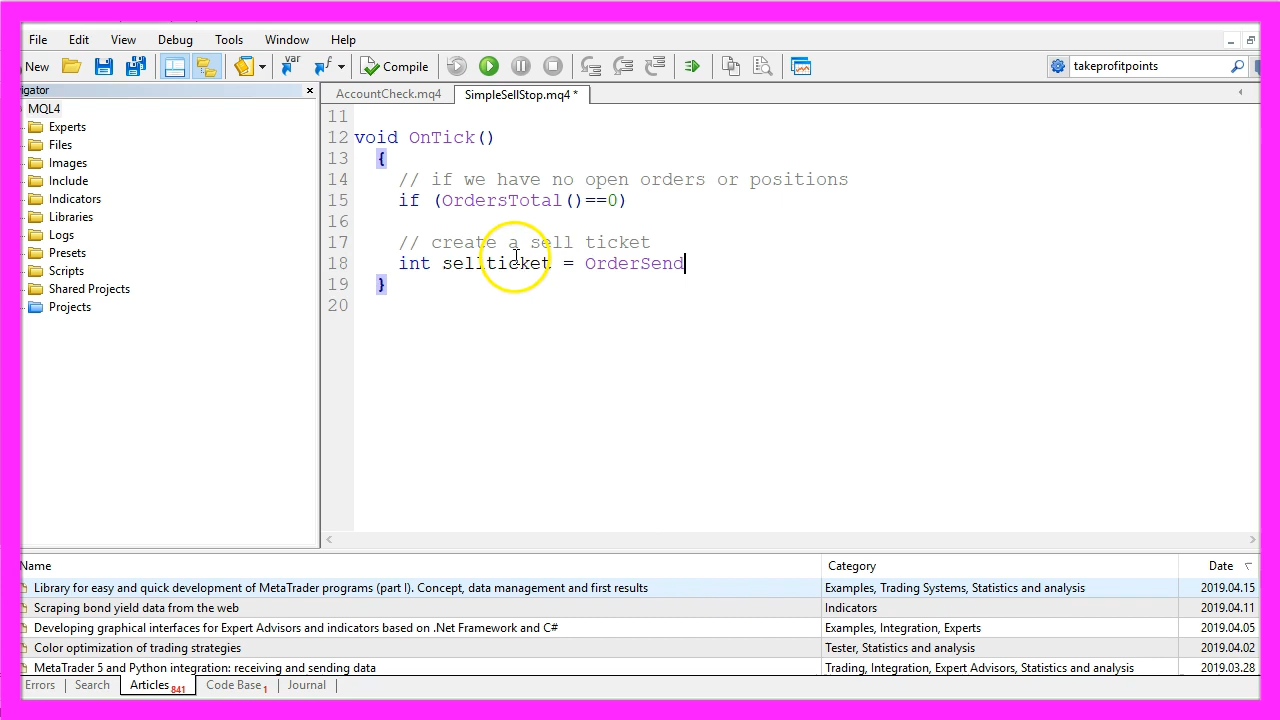 File Edit View Debug Tools Window Help
New Compile takeprofitpoints
vigator
AccountCheck.mq4 SimpleSellStop.mq4 *
MQL4
Experts
Files
Images
Include
Indicators
Libraries
Logs
Presets
Scripts
Shared Projects
Projects
11
12 void OnTick()
13 {
14 // if we have no open orders or positions
15 if (OrdersTotal()==0)
16
17 // create a sell ticket
18 int sellticket = OrderSend
19 }
20
Name Category Date
Library for easy and quick development of MetaTrader programs (part I). Concept, data management and first results Examples, Trading Systems, Statistics and analysis 2019.04.15
Scraping bond yield data from the web Indicators 2019.04.11
Developing graphical interfaces for Expert Advisors and indicators based on .Net Framework and C# Examples, Integration, Experts 2019.04.05
Color optimization of trading strategies Tester, Statistics and analysis 2019.04.02
MetaTrader 5 and Python integration: receiving and sending data Trading, Integration, Expert Advisors, Statistics and analysis 2019.03.28
Errors Search Articles 841 Code Base 1 Journal